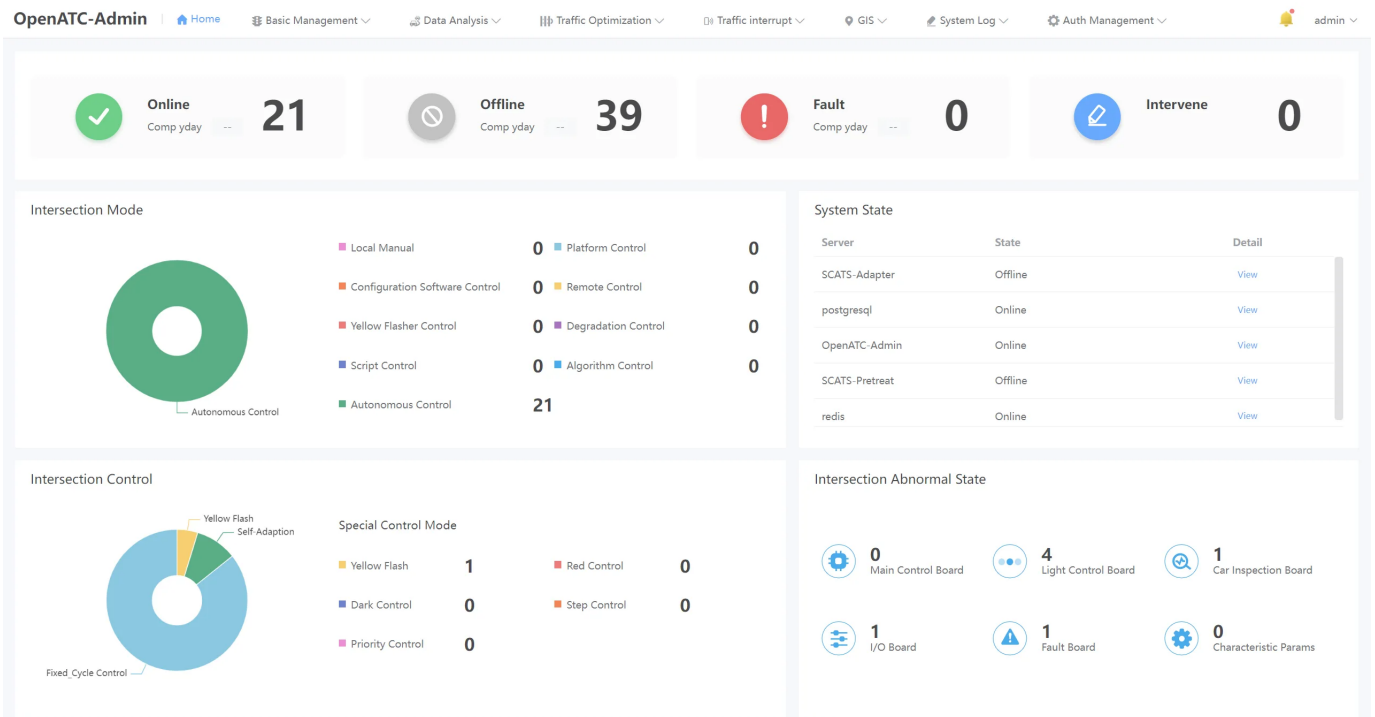 OpenATC-Admin Home Basic Management Data Analysis Traffic Optimization Traffic interrupt GIS System Log Auth Management admin
Online 21
Comp yday --
Offline 39
Comp yday --
Fault 0
Comp yday --
Intervene 0
Intersection Mode
Autonomous Control
Local Manual 0 Platform Control 0
Configuration Software Control 0 Remote Control 0
Yellow Flasher Control 0 Degradation Control 0
Script Control 0 Algorithm Control 0
Autonomous Control 21
System State
Server State Detail
SCATS-Adapter Offline View
postgresql Online View
OpenATC-Admin Online View
SCATS-Pretreat Offline View
redis Online View
Intersection Control
Yellow Flash
Self-Adaption
Fixed_Cycle Control
Special Control Mode
Yellow Flash 1 Red Control 0
Dark Control 0 Step Control 0
Priority Control 0
Intersection Abnormal State
0 4 1
Main Control Board Light Control Board Car Inspection Board
1 1 0
I/O Board Fault Board Characteristic Params